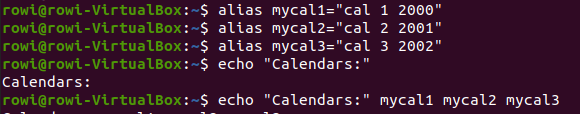 rowi@rowi-VirtualBox:~$ alias mycal1="cal 1 2000"
rowi@rowi-VirtualBox:~$ alias mycal2="cal 2 2001"
rowi@rowi-VirtualBox:~$ alias mycal3="cal 3 2002"
rowi@rowi-VirtualBox:~$ echo "Calendars:"
Calendars:
rowi@rowi-VirtualBox:~$ echo "Calendars:" mycal1 mycal2 mycal3